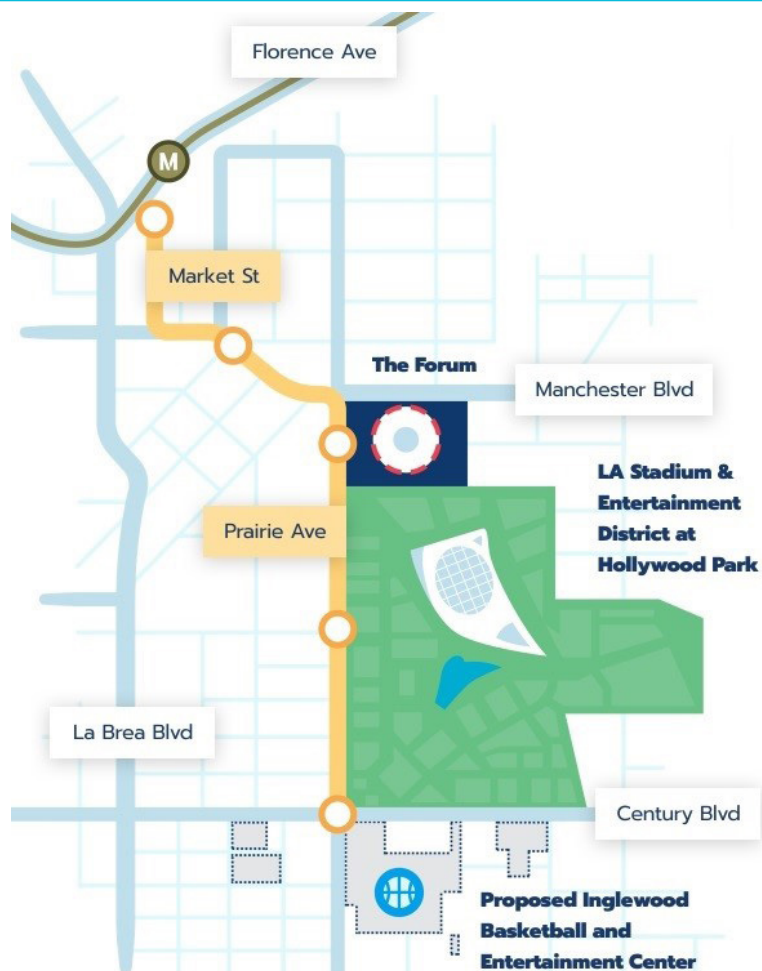 Florence Ave
M
Market St
The Forum
Manchester Blvd
LA Stadium &
Entertainment
District at
Hollywood Park
Prairie Ave
La Brea Blvd
Century Blvd
Proposed Inglewood
Basketball and
Entertainment Center